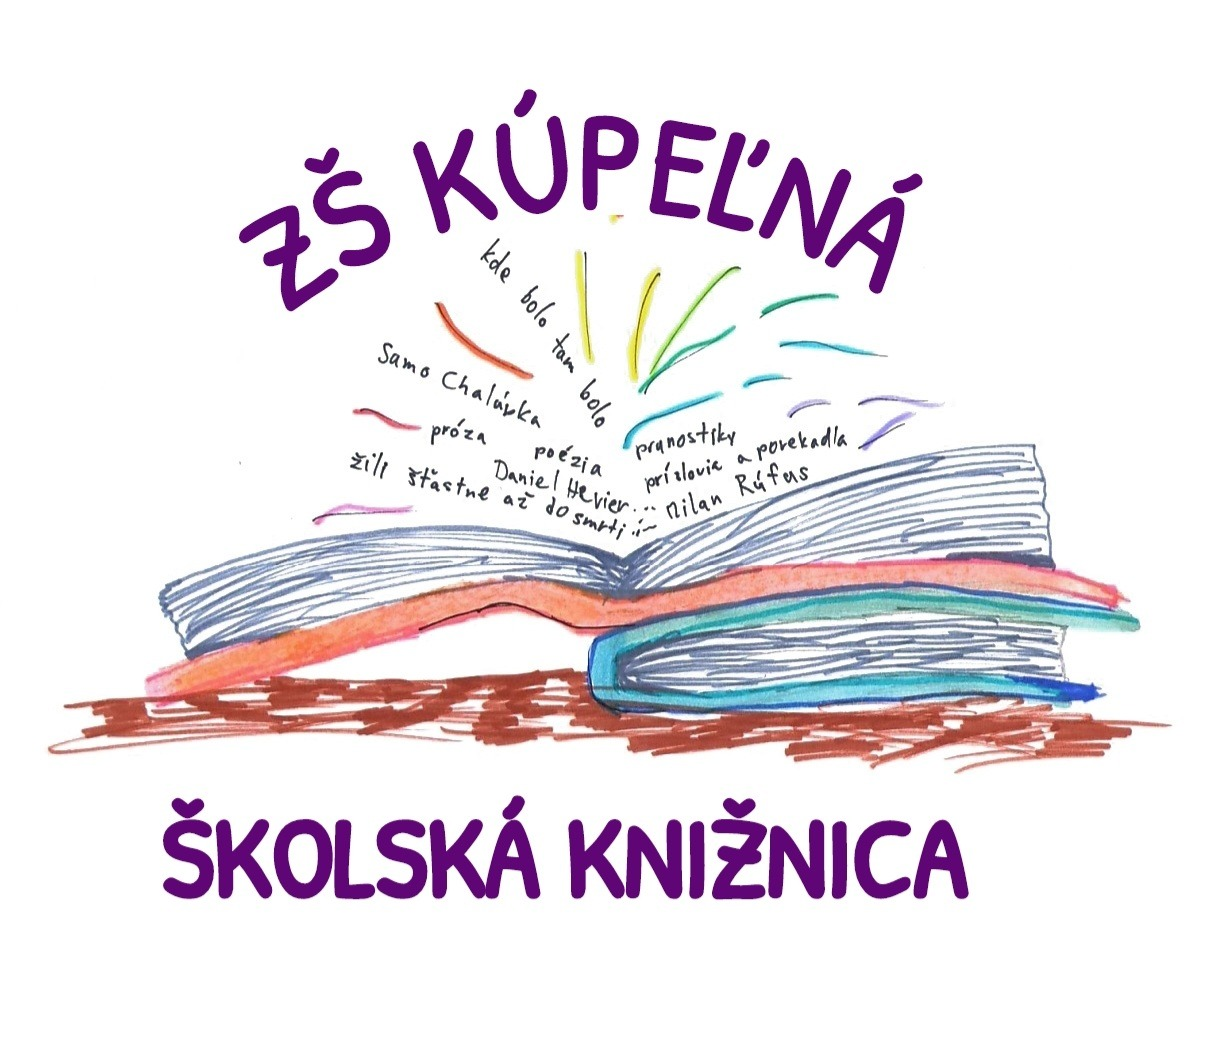 ZŠ KÚPEĽNÁ
kde bolo tam bolo
Samo Chalúpka
próza
poézia
pranostiky
príslovia a porekadlá
žili šťastne až do smrti...
Daniel Hevier...
Milan Rúfus
ŠKOLSKÁ KNIŽNICA